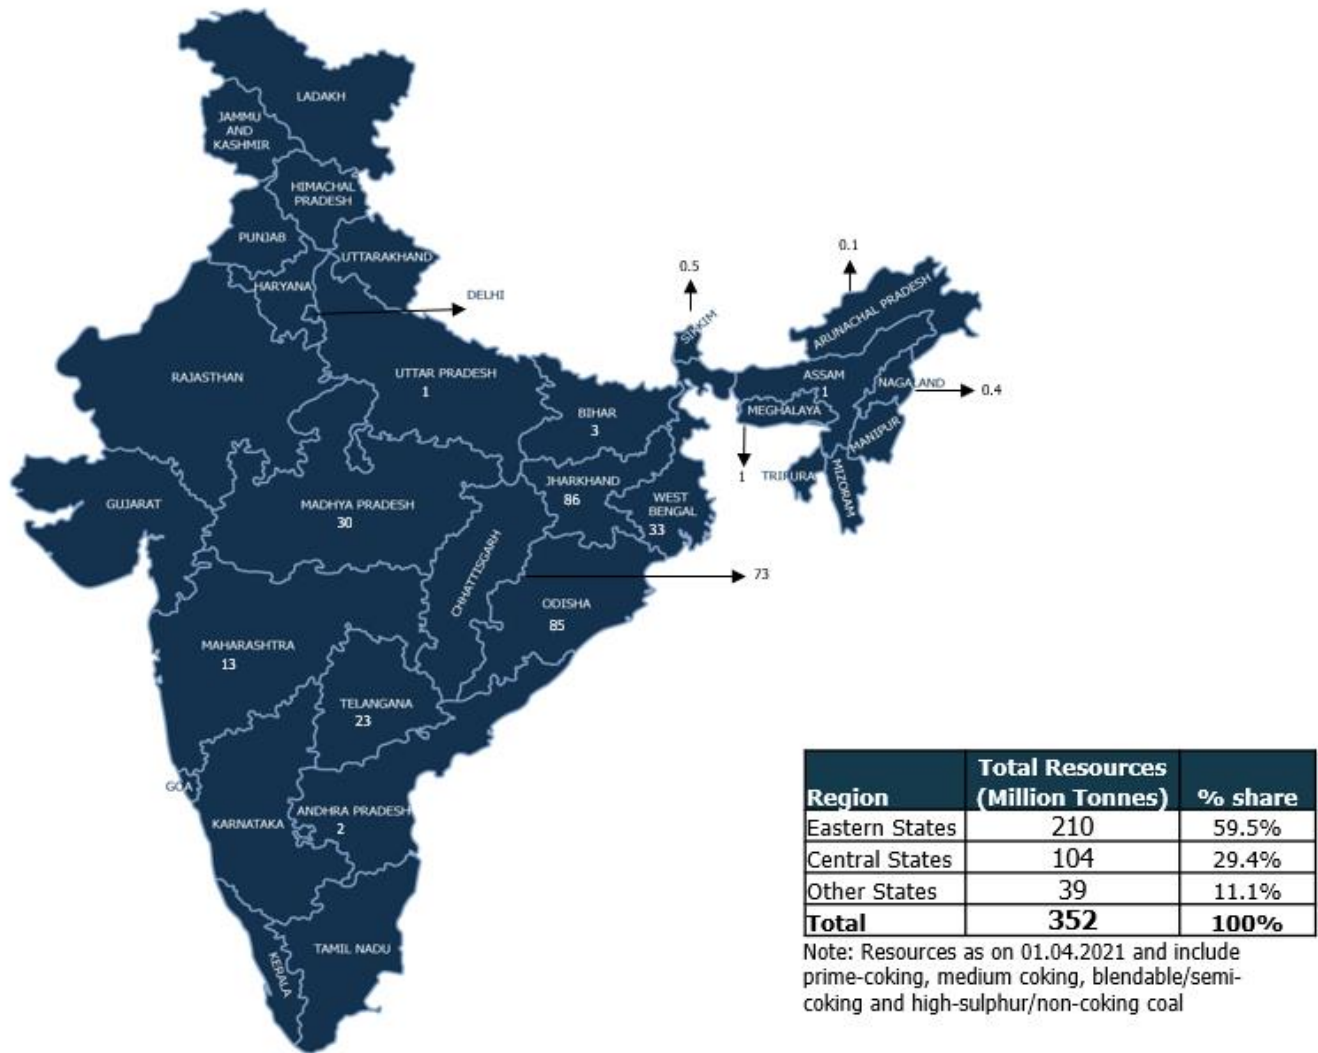 LADAKH
JAMMU
AND
KASHMIR
HIMACHAL
PRADESH
PUNJAB
UTTARAKHAND
HARYANA
DELHI
0.5
0.1
SIKKIM
ARUNACHAL PRADESH
RAJASTHAN
UTTAR PRADESH
1
ASSAM
1
NAGALAND
0.4
BIHAR
3
MEGHALAYA
MANIPUR
1
TRIPURA
MIZORAM
GUJARAT
MADHYA PRADESH
30
JHARKHAND
86
WEST
BENGAL
33
CHHATTISGARH
73
ODISHA
85
MAHARASHTRA
13
TELANGANA
23
GOA
KARNATAKA
ANDHRA PRADESH
2
TAMIL NADU
KERALA
Region Total Resources (Million Tonnes) % share
Eastern States 210 59.5%
Central States 104 29.4%
Other States 39 11.1%
Total 352 100%
Note: Resources as on 01.04.2021 and include
prime-coking, medium coking, blendable/semi-
coking and high-sulphur/non-coking coal